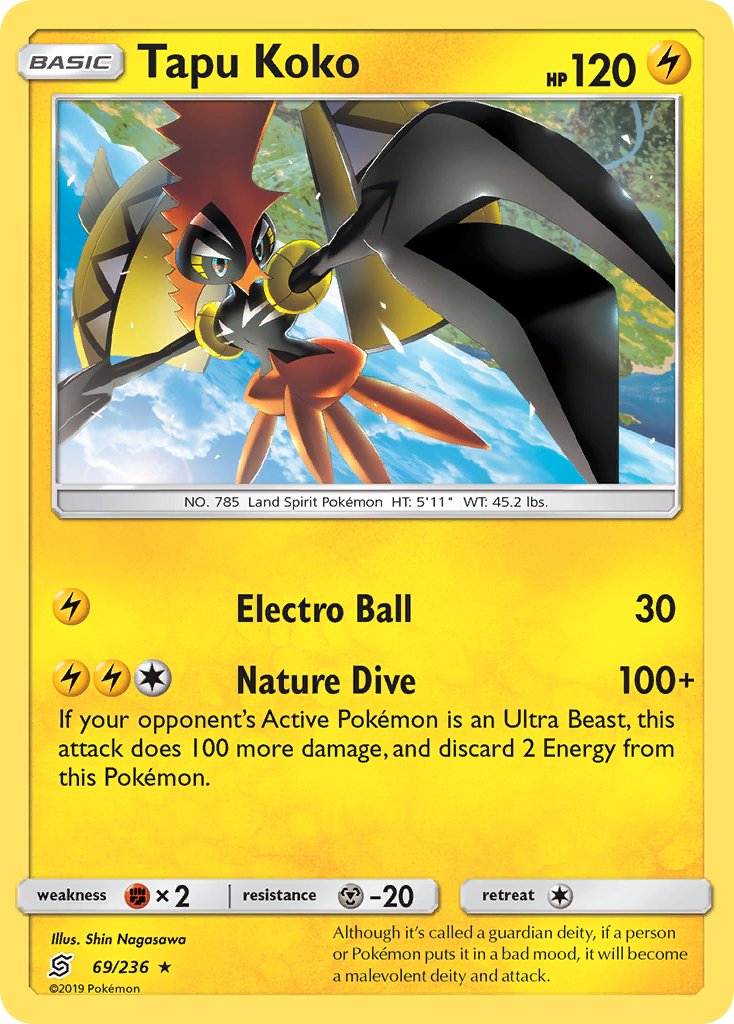 BASIC Tapu Koko HP 120
NO. 785 Land Spirit Pokémon HT: 5'11" WT: 45.2 lbs.
Electro Ball 30
Nature Dive 100+
If your opponent's Active Pokémon is an Ultra Beast, this
attack does 100 more damage, and discard 2 Energy from
this Pokémon.
weakness ×2 resistance -20 retreat
Illus. Shin Nagasawa
69/236 ★
©2019 Pokémon
Although it's called a guardian deity, if a person
or Pokémon puts it in a bad mood, it will become
a malevolent deity and attack.